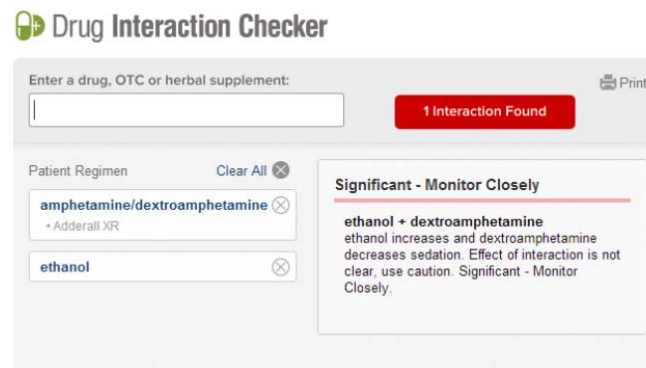 Drug Interaction Checker
Enter a drug, OTC or herbal supplement:
Print
1 Interaction Found
Patient Regimen
Clear All
amphetamine/dextroamphetamine
• Adderall XR
ethanol
Significant - Monitor Closely
ethanol + dextroamphetamine
ethanol increases and dextroamphetamine
decreases sedation. Effect of interaction is not
clear, use caution. Significant - Monitor
Closely.